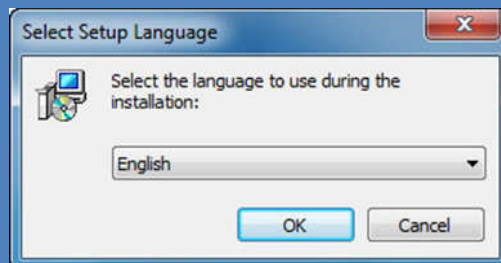 Select Setup Language
Select the language to use during the
installation:
English
OK
Cancel